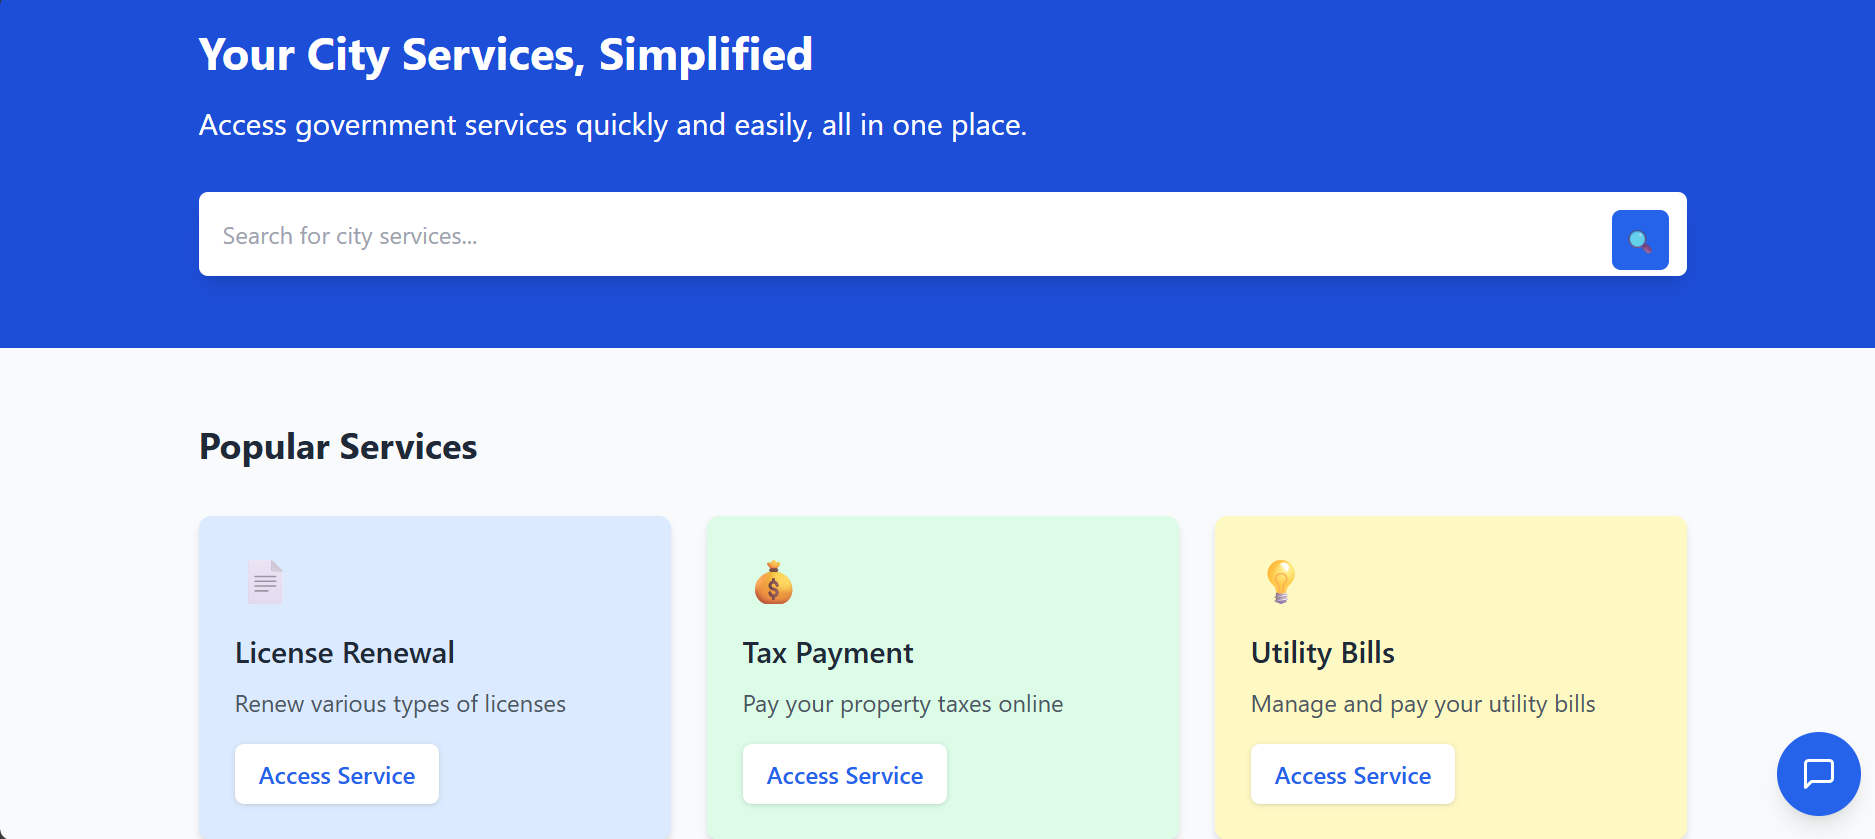 Your City Services, Simplified
Access government services quickly and easily, all in one place.
Search for city services...
Popular Services
License Renewal
Renew various types of licenses
Access Service
Tax Payment
Pay your property taxes online
Access Service
Utility Bills
Manage and pay your utility bills
Access Service